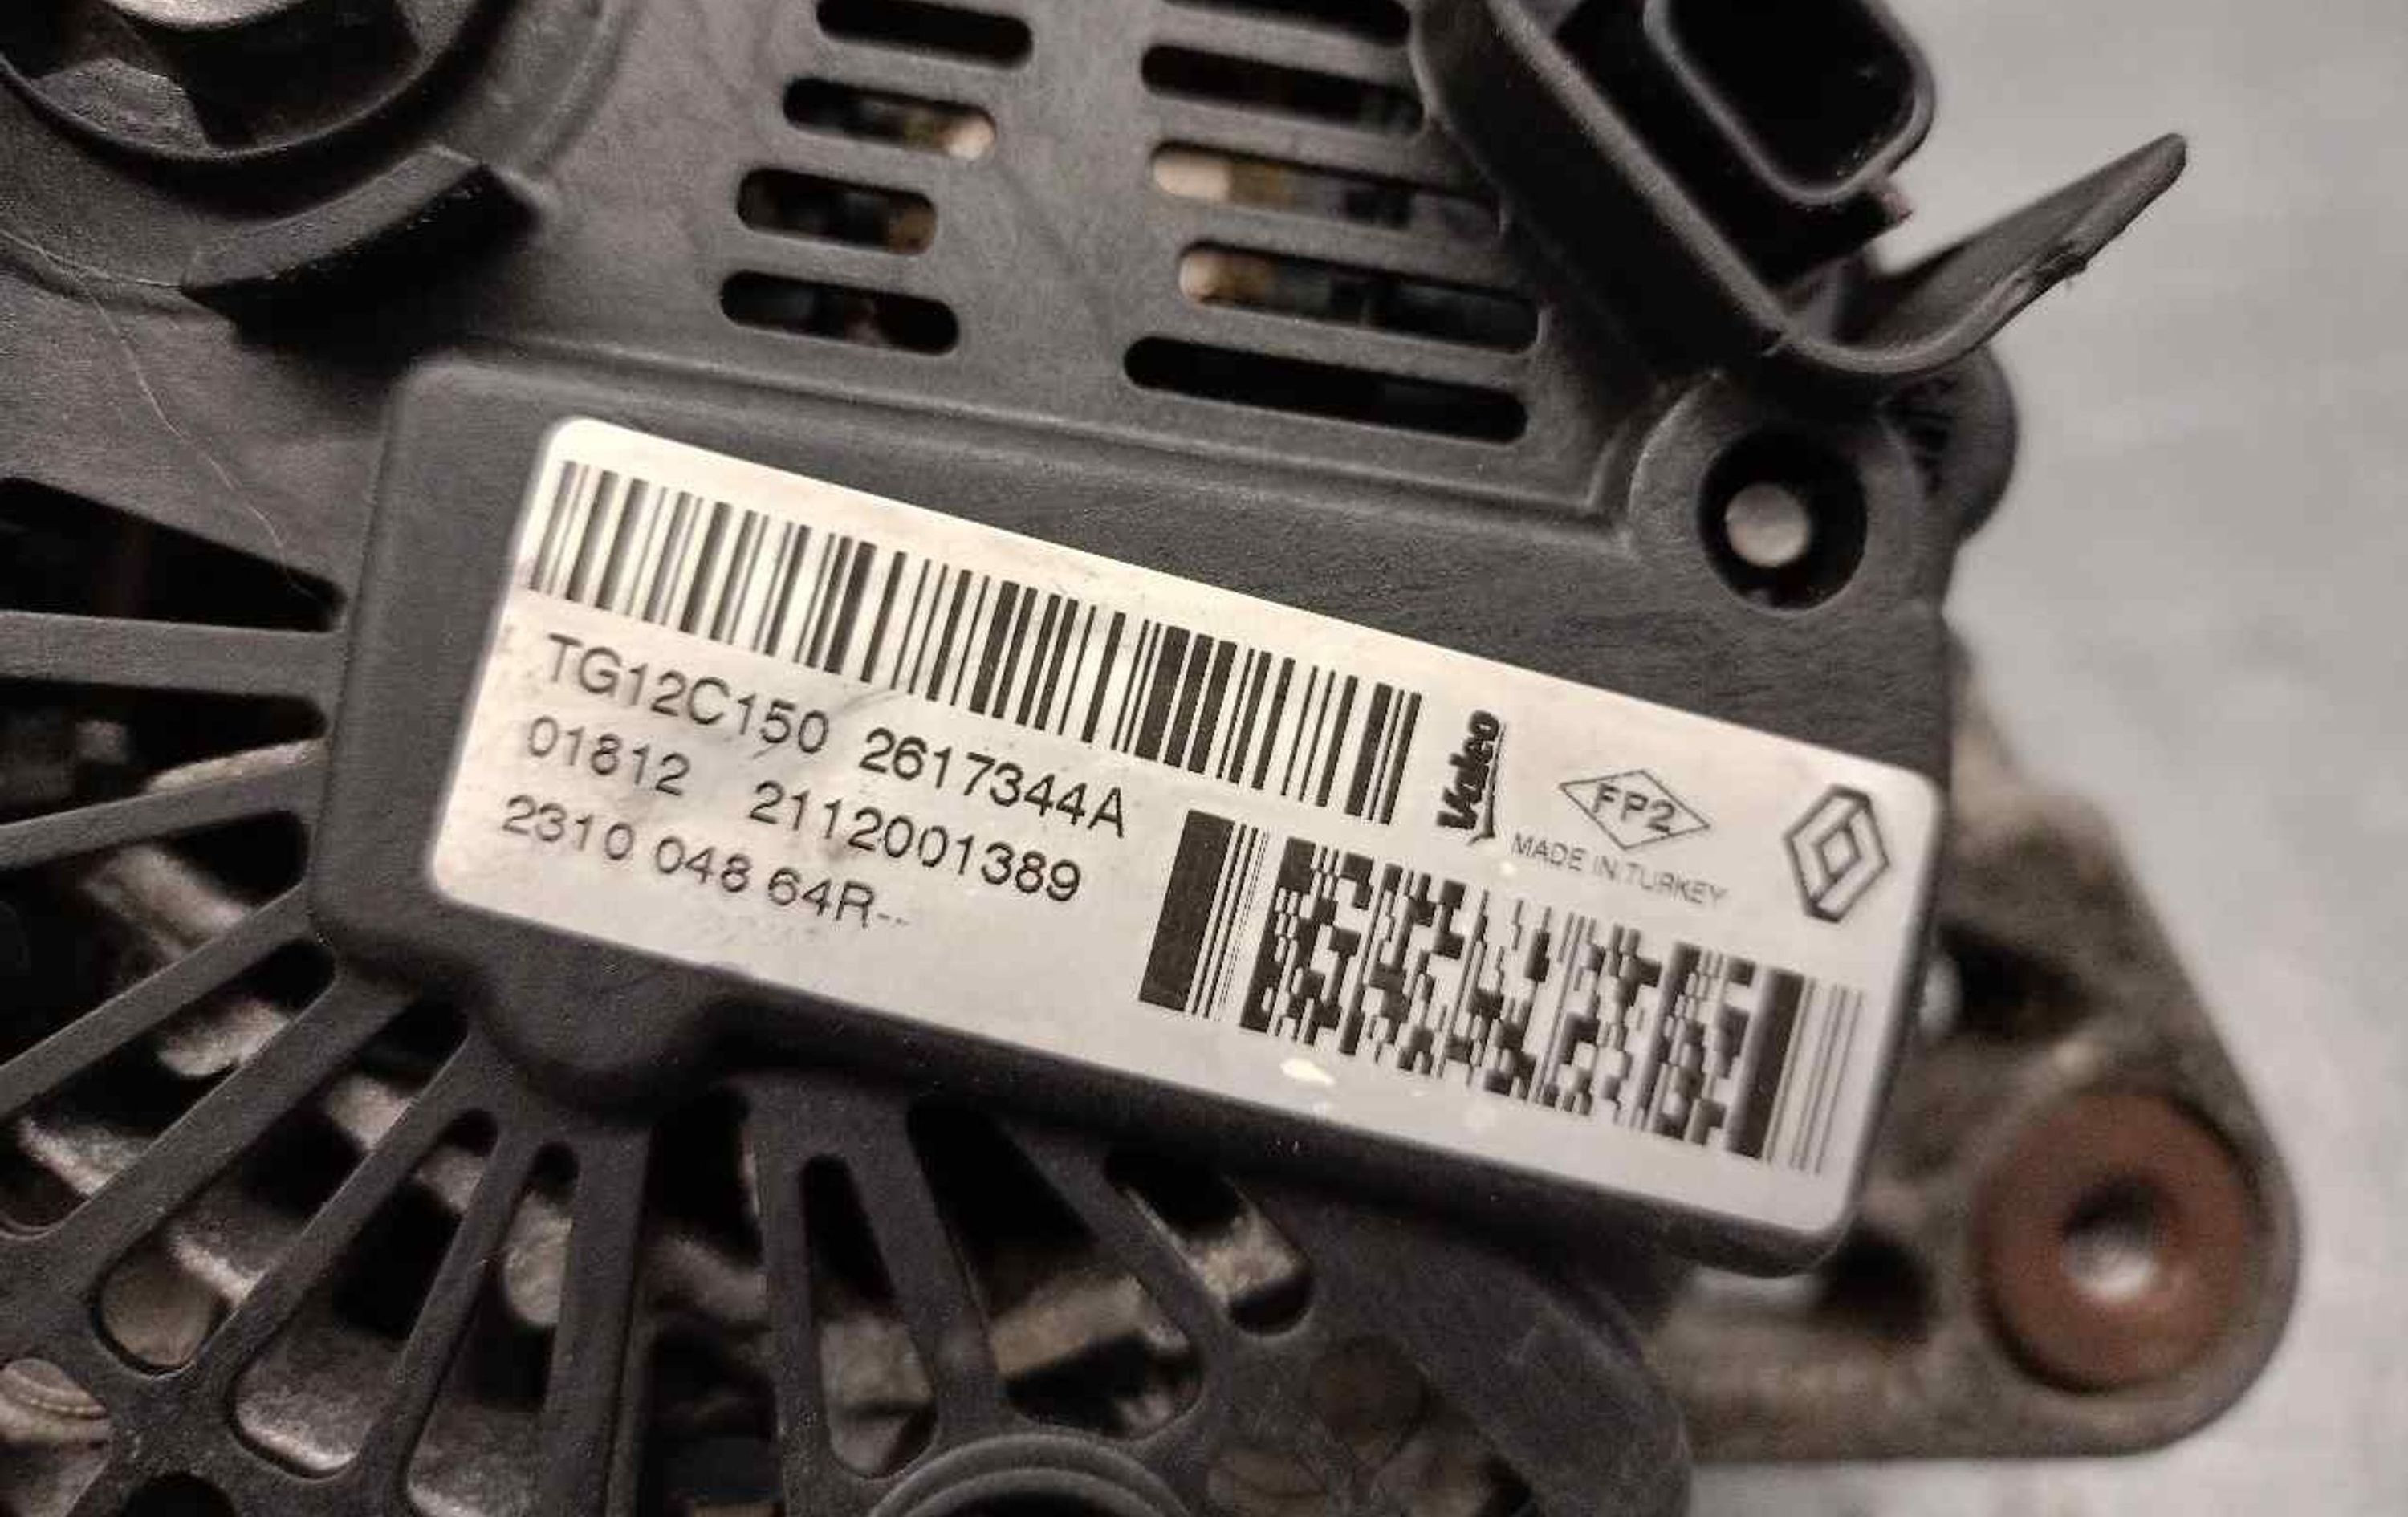 TG12C150 2617344A
01812 2112001389
2310 048 64R--
Valeo
FP2
MADE IN TURKEY